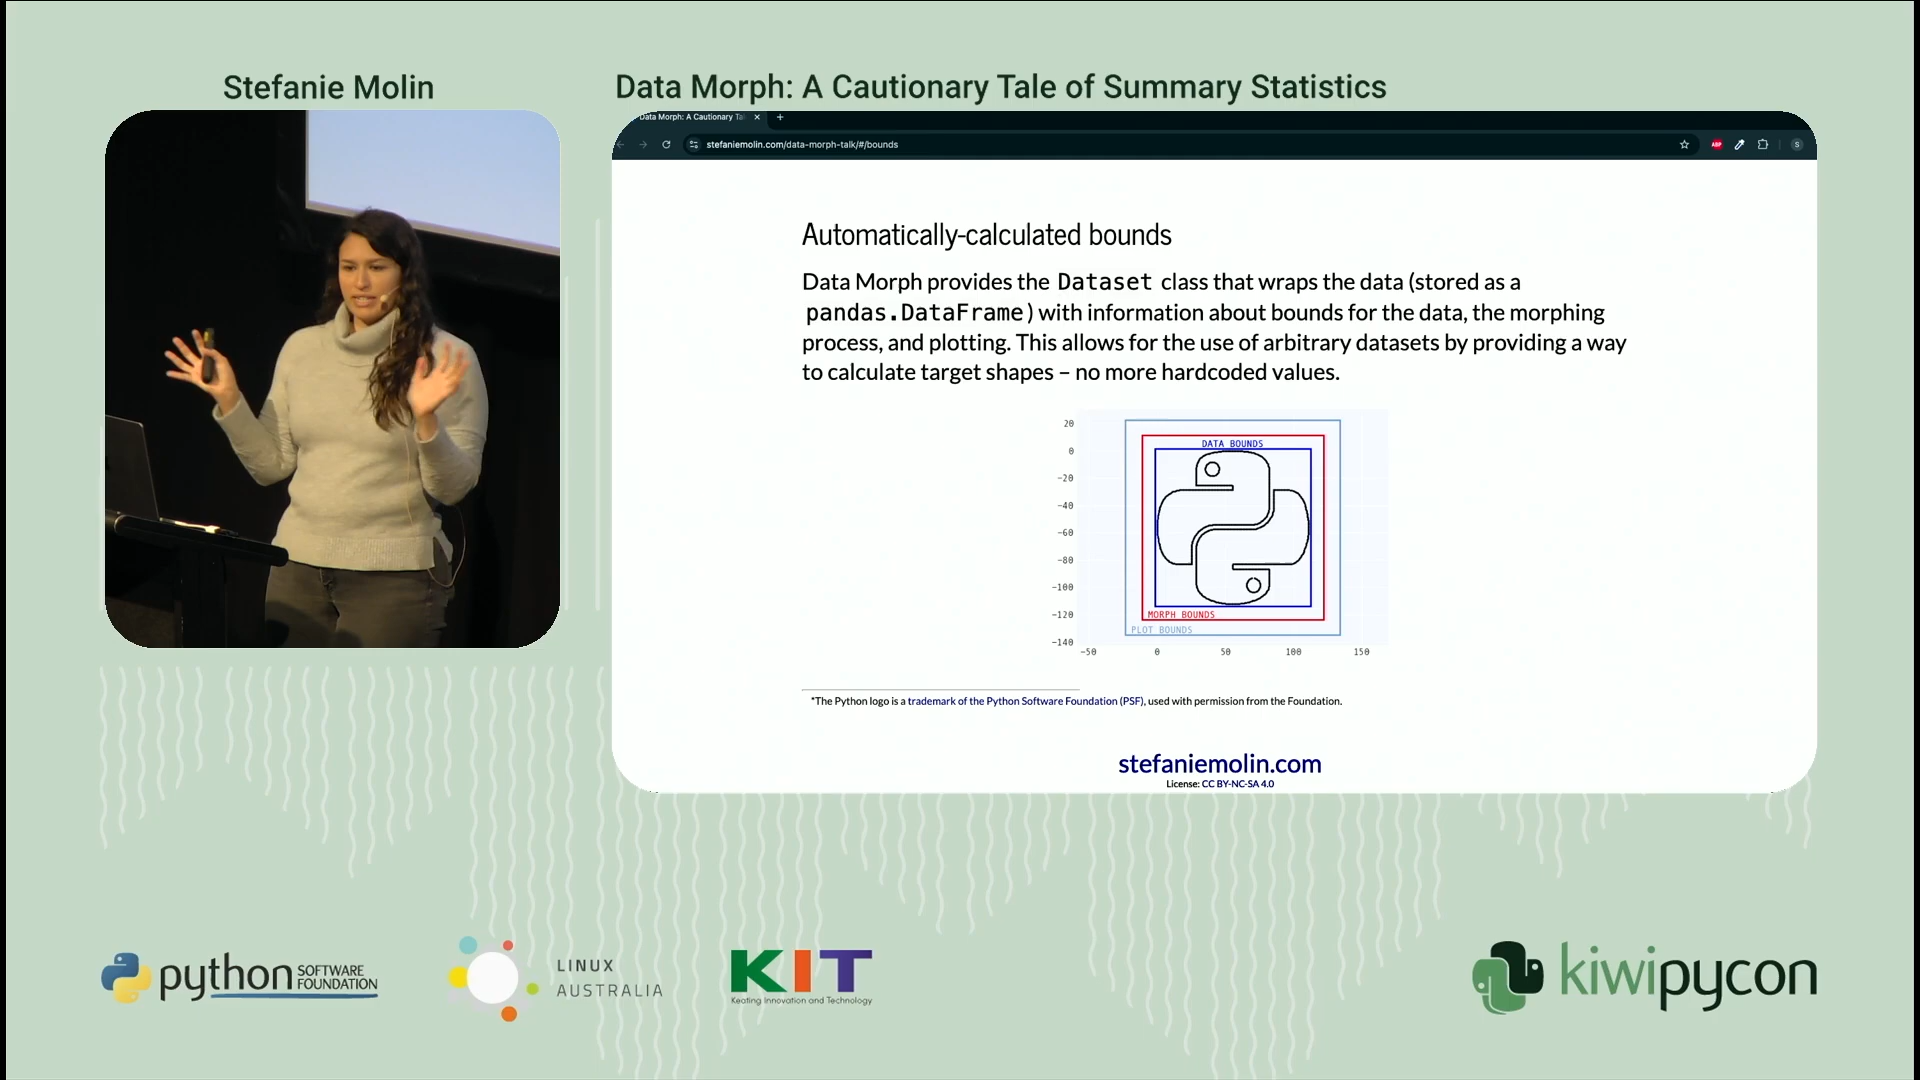 Stefanie Molin
Data Morph: A Cautionary Tale of Summary Statistics
Data Morph: A Cautionary Ta
stefaniemolin.com/data-morph-talk/#/bounds
ABP
S
Automatically-calculated bounds
Data Morph provides the Dataset class that wraps the data (stored as a
pandas.DataFrame) with information about bounds for the data, the morphing
process, and plotting. This allows for the use of arbitrary datasets by providing a way
to calculate target shapes – no more hardcoded values.
20
0
−20
−40
−60
−80
−100
−120
−140
DATA BOUNDS
MORPH BOUNDS
PLOT BOUNDS
−50 0 50 100 150
*The Python logo is a trademark of the Python Software Foundation (PSF), used with permission from the Foundation.
stefaniemolin.com
License: CC BY-NC-SA 4.0
python SOFTWARE
FOUNDATION
LINUX
AUSTRALIA
KIT
Keating Innovation and Technology
kiwipycon